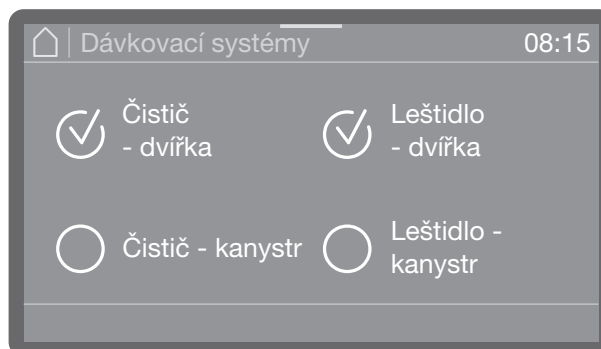 Dávkovací systémy 08:15
Čistič
- dvířka
Leštidlo
- dvířka
Čistič - kanystr
Leštidlo -
kanystr